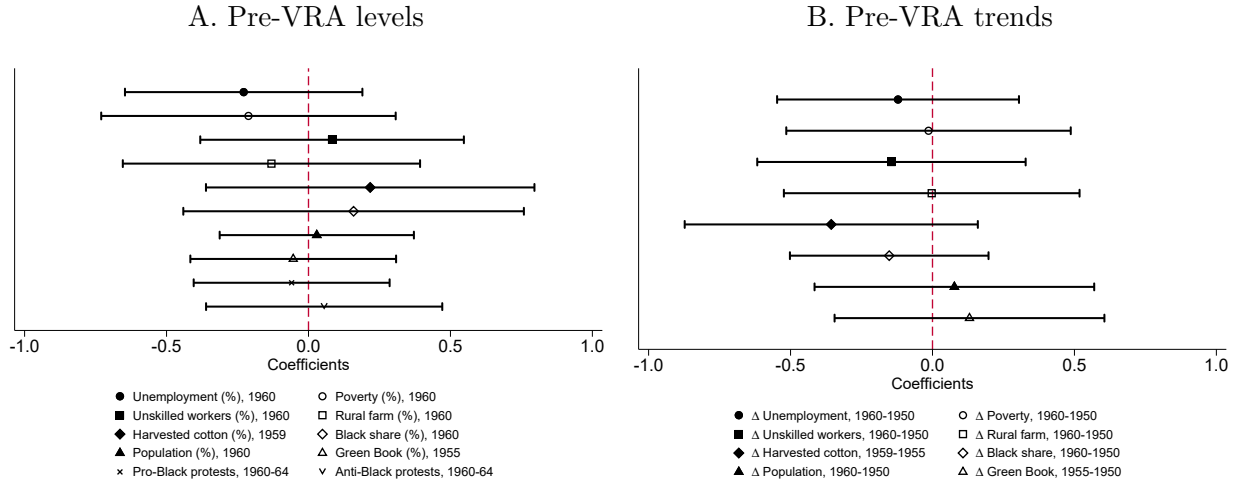 A. Pre-VRA levels
-1.0 -0.5 0.0 0.5 1.0
Coefficients
Unemployment (%), 1960 Poverty (%), 1960
Unskilled workers (%), 1960 Rural farm (%), 1960
Harvested cotton (%), 1959 Black share (%), 1960
Population (%), 1960 Green Book (%), 1955
Pro-Black protests, 1960-64 Anti-Black protests, 1960-64
B. Pre-VRA trends
-1.0 -0.5 0.0 0.5 1.0
Coefficients
Δ Unemployment, 1960-1950 Δ Poverty, 1960-1950
Δ Unskilled workers, 1960-1950 Δ Rural farm, 1960-1950
Δ Harvested cotton, 1959-1955 Δ Black share, 1960-1950
Δ Population, 1960-1950 Δ Green Book, 1955-1950